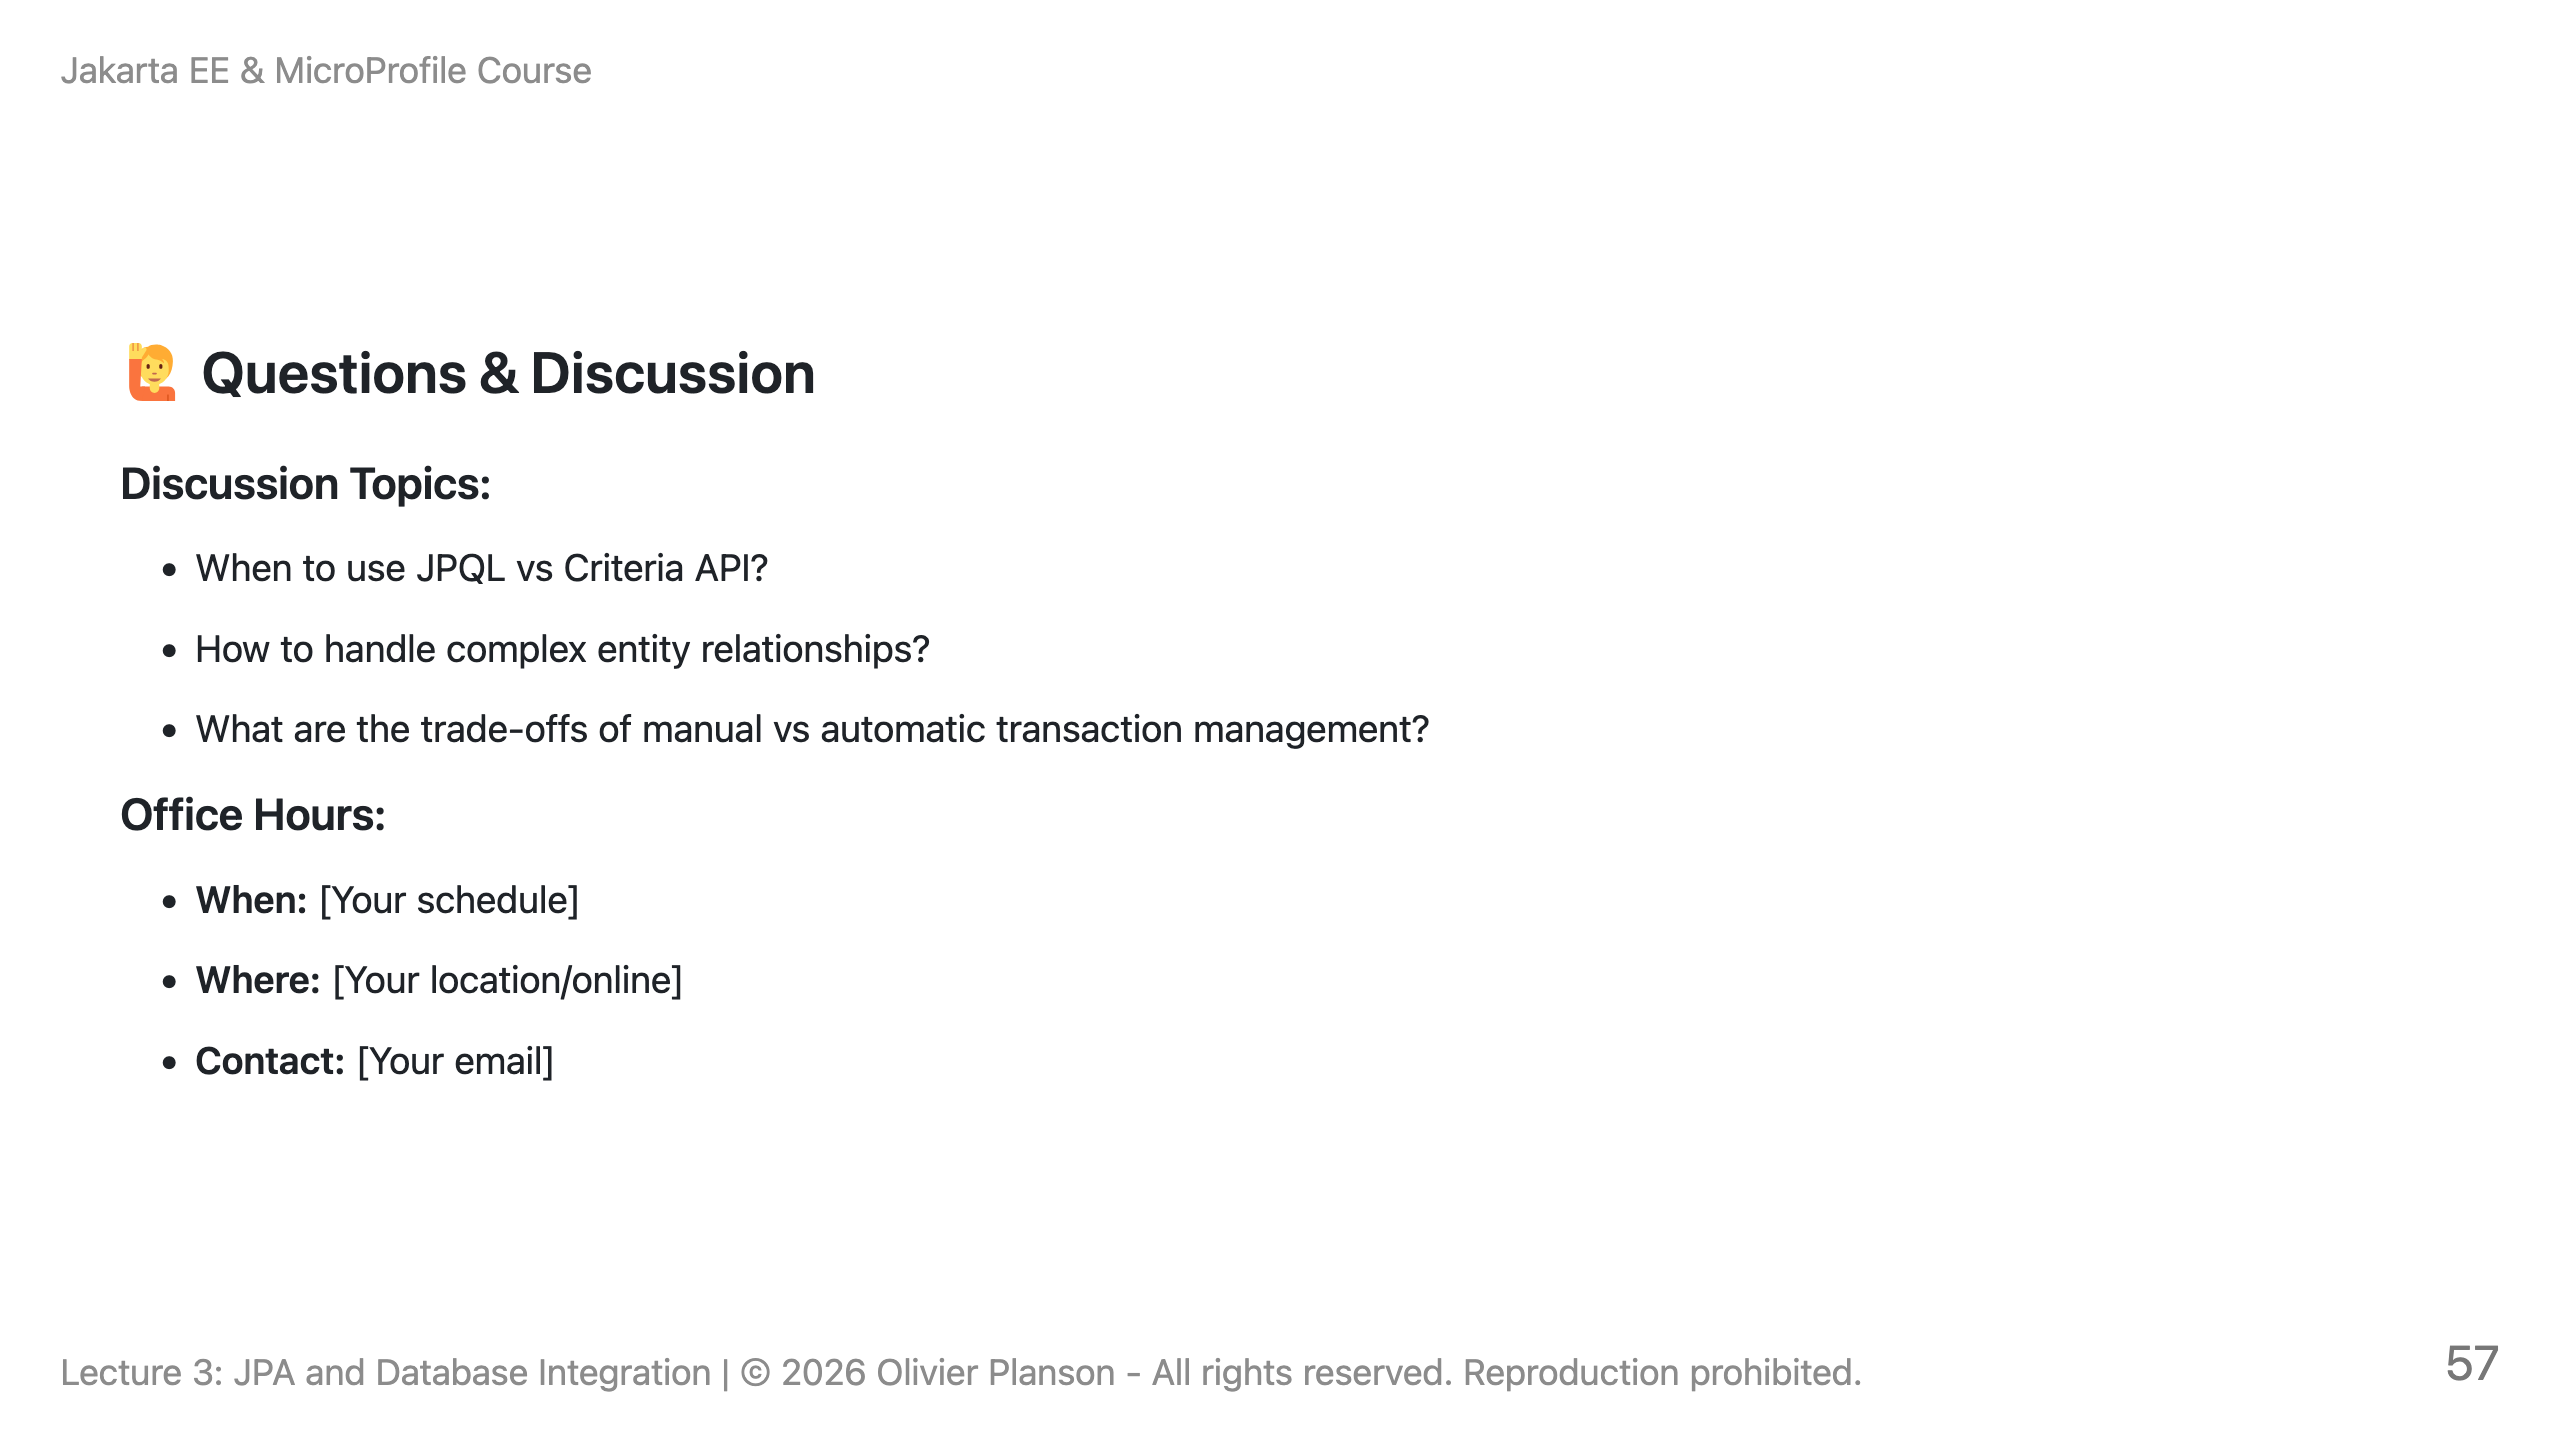 Jakarta EE & MicroProfile Course
Questions & Discussion
Discussion Topics:
• When to use JPQL vs Criteria API?
• How to handle complex entity relationships?
• What are the trade-offs of manual vs automatic transaction management?
Office Hours:
• When: [Your schedule]
• Where: [Your location/online]
• Contact: [Your email]
Lecture 3: JPA and Database Integration | © 2026 Olivier Planson - All rights reserved. Reproduction prohibited.
57